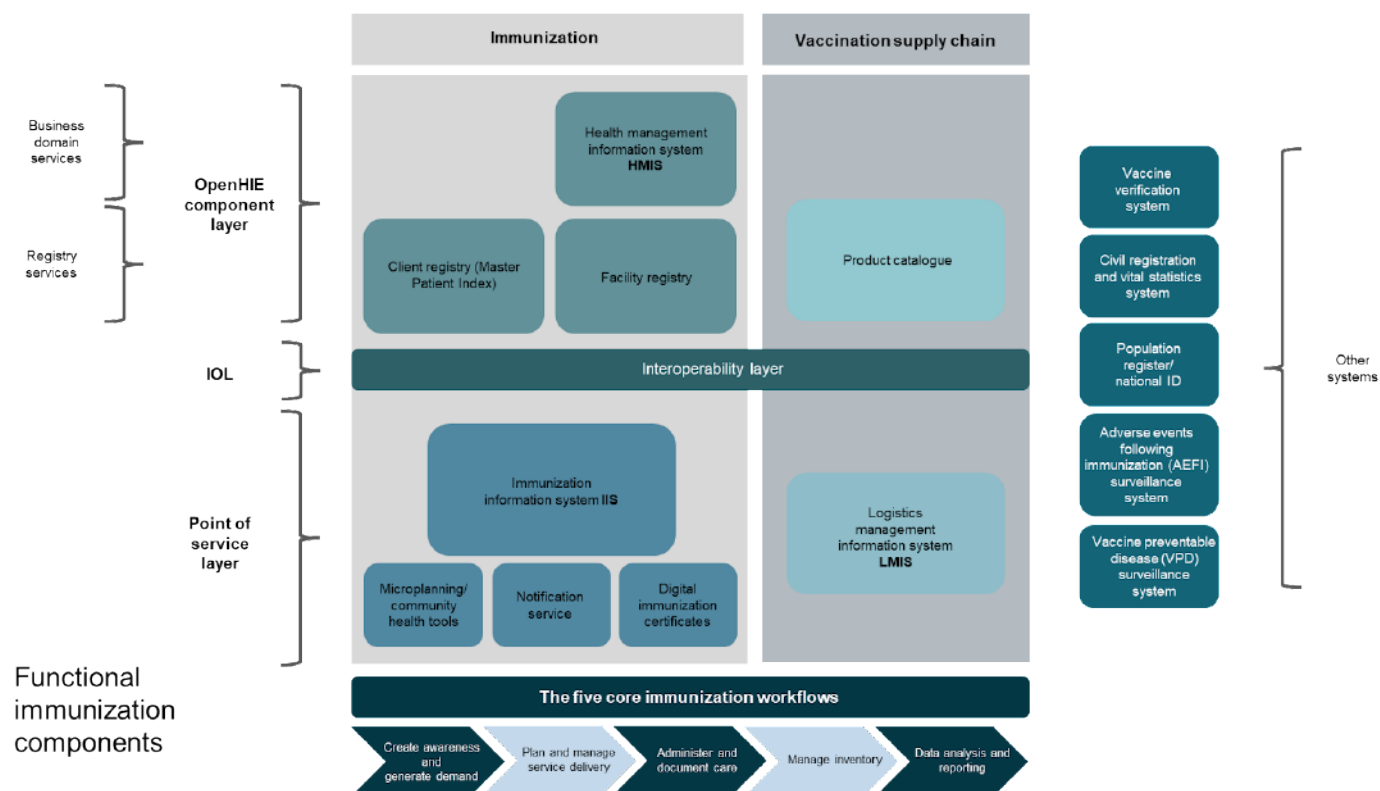 Immunization
Vaccination supply chain
Business
domain
services
Registry
services
OpenHIE
component
layer
Health management
information system
HMIS
Client registry (Master
Patient Index)
Facility registry
Product catalogue
IOL
Interoperability layer
Point of
service
layer
Immunization
information system IIS
Microplanning/
community
health tools
Notification
service
Digital
immunization
certificates
Logistics
management
information system
LMIS
Vaccine
verification
system
Civil registration
and vital statistics
system
Population
register/
national ID
Adverse events
following
immunization (AEFI)
surveillance
system
Vaccine preventable
disease (VPD)
surveillance
system
Other
systems
Functional
immunization
components
The five core immunization workflows
Create awareness
and
generate demand
Plan and manage
service delivery
Administer and
document care
Manage inventory
Data analysis and
reporting